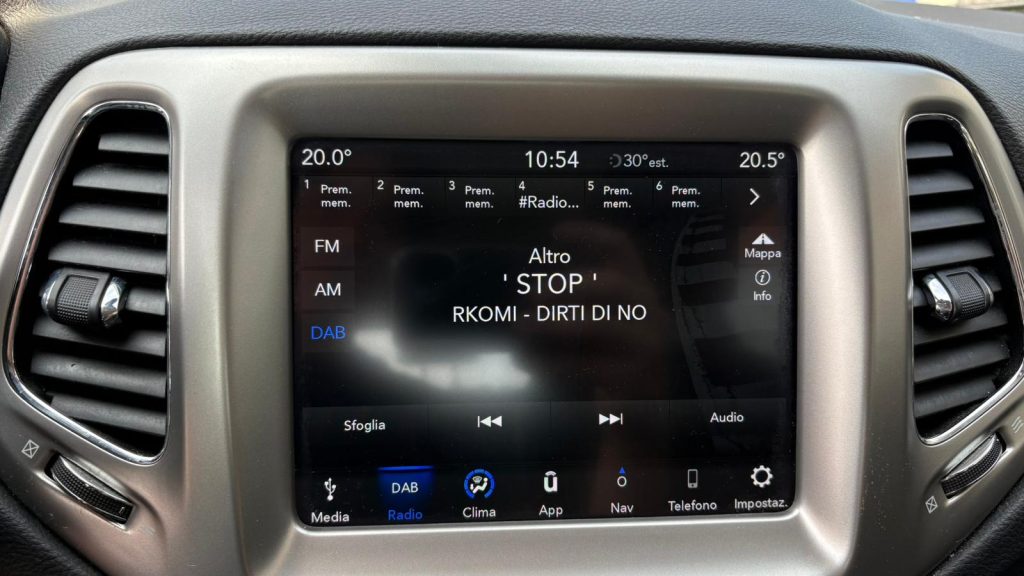 20.0° 10:54 30°est. 20.5°
1 Prem. mem.
2 Prem. mem.
3 Prem. mem.
4 #Radio...
5 Prem. mem.
6 Prem. mem.
FM
AM
DAB
Altro
' STOP '
RKOMI - DIRTI DI NO
Mappa
Info
Sfoglia
Audio
Media
DAB
Radio
Clima
App
Nav
Telefono
Impostaz.